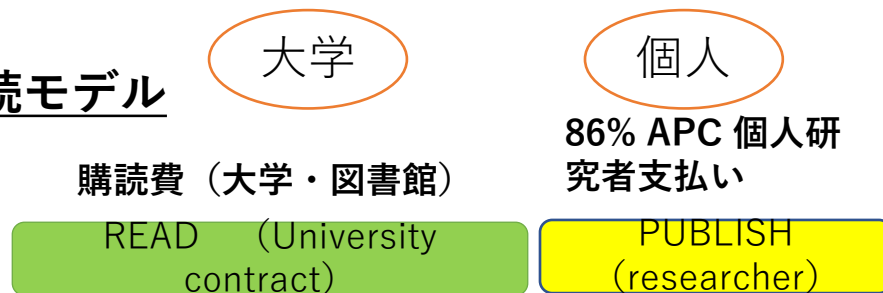 大学
個人
読モデル
86% APC 個人研
究者支払い
購読費（大学・図書館）
READ （University
contract）
PUBLISH
（researcher）